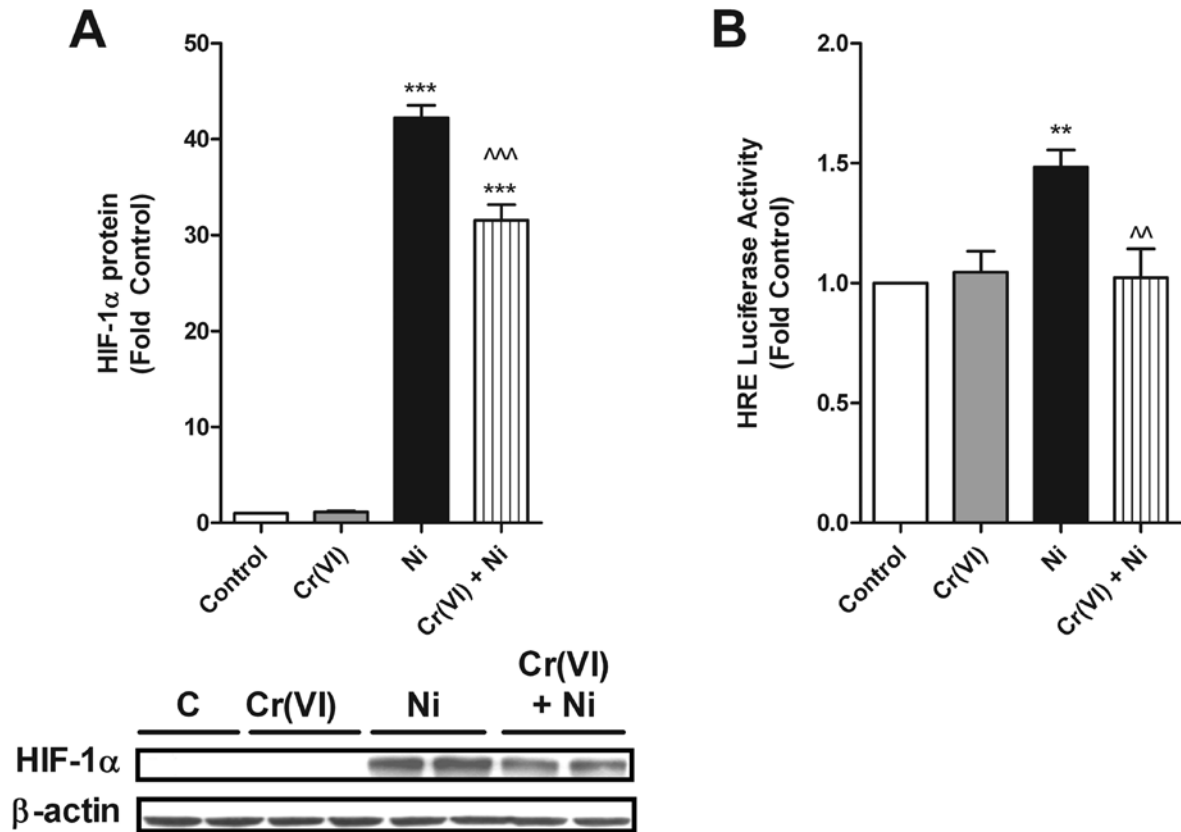 A
HIF-1α protein
(Fold Control)
50
40
30
20
10
0
***
^^^
***
Control
Cr(VI)
Ni
Cr(VI) + Ni
B
HRE Luciferase Activity
(Fold Control)
2.0
1.5
1.0
0.5
0.0
**
^^
Control
Cr(VI)
Ni
Cr(VI) + Ni
C
Cr(VI)
Ni
Cr(VI)
+ Ni
HIF-1α
β-actin